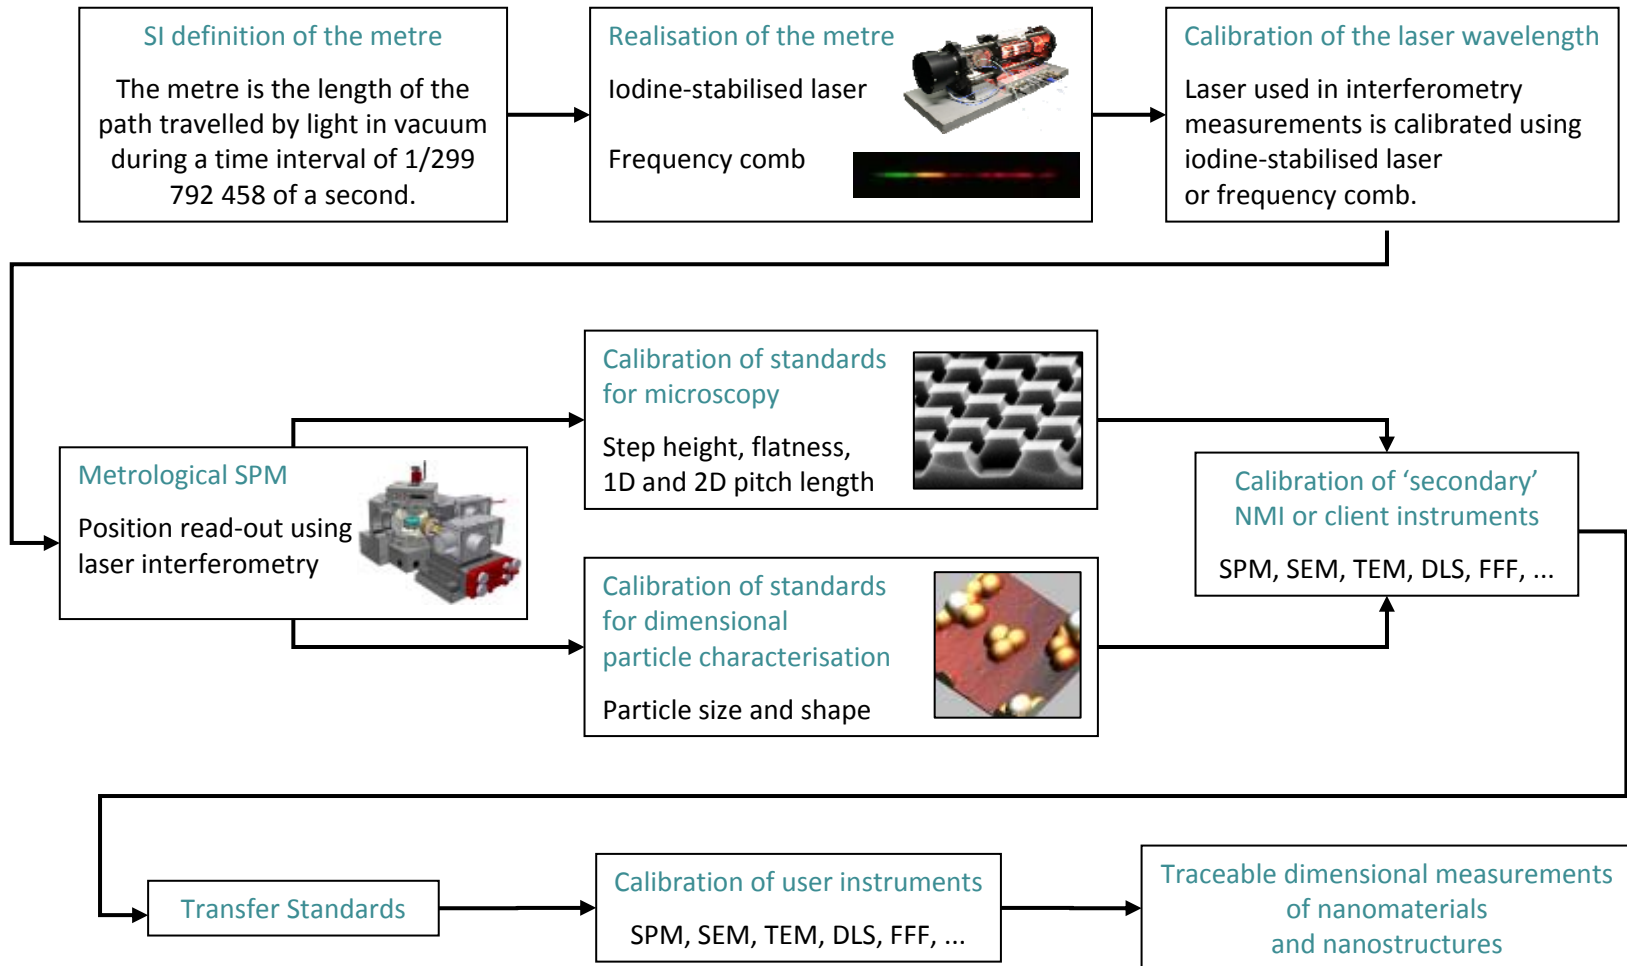 SI definition of the metre
The metre is the length of the
path travelled by light in vacuum
during a time interval of 1/299
792 458 of a second.
Realisation of the metre
Iodine-stabilised laser
Frequency comb
Calibration of the laser wavelength
Laser used in interferometry
measurements is calibrated using
iodine-stabilised laser
or frequency comb.
Metrological SPM
Position read-out using
laser interferometry
Calibration of standards
for microscopy
Step height, flatness,
1D and 2D pitch length
Calibration of standards
for dimensional
particle characterisation
Particle size and shape
Calibration of ‘secondary’
NMI or client instruments
SPM, SEM, TEM, DLS, FFF, ...
Transfer Standards
Calibration of user instruments
SPM, SEM, TEM, DLS, FFF, ...
Traceable dimensional measurements
of nanomaterials
and nanostructures